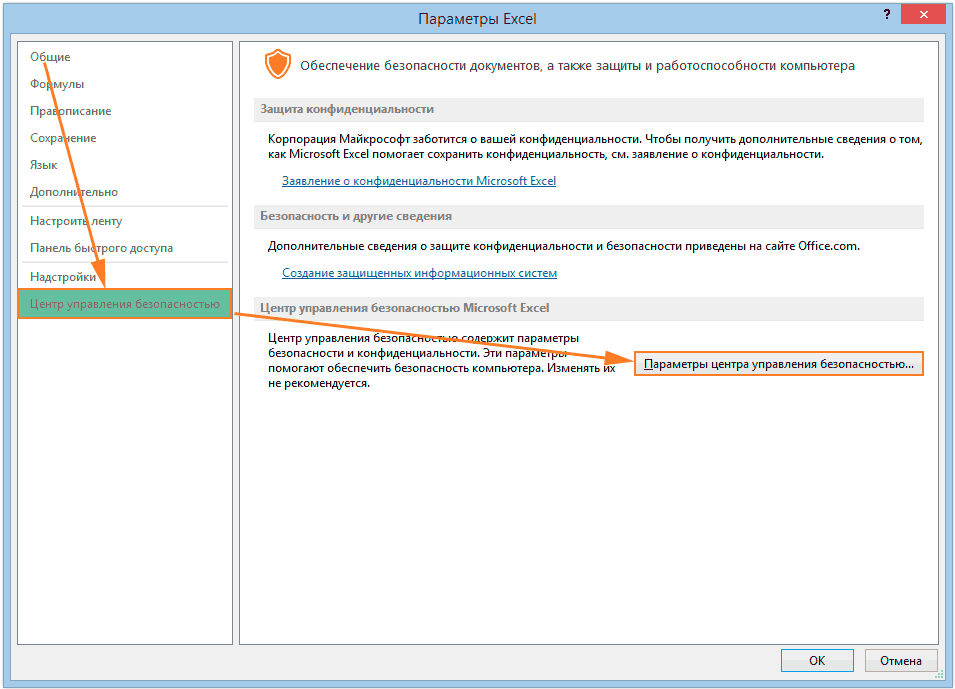 Параметры Excel
?
Общие
Формулы
Правописание
Сохранение
Язык
Дополнительно
Настроить ленту
Панель быстрого доступа
Надстройки
Центр управления безопасностью
Обеспечение безопасности документов, а также защиты и работоспособности компьютера
Защита конфиденциальности
Корпорация Майкрософт заботится о вашей конфиденциальности. Чтобы получить дополнительные сведения о том,
как Microsoft Excel помогает сохранить конфиденциальность, см. заявление о конфиденциальности.
Заявление о конфиденциальности Microsoft Excel
Безопасность и другие сведения
Дополнительные сведения о защите конфиденциальности и безопасности приведены на сайте Office.com.
Создание защищенных информационных систем
Центр управления безопасностью Microsoft Excel
Центр управления безопасностью содержит параметры
безопасности и конфиденциальности. Эти параметры
помогают обеспечить безопасность компьютера. Изменять их
не рекомендуется.
Параметры центра управления безопасностью...
ОК
Отмена